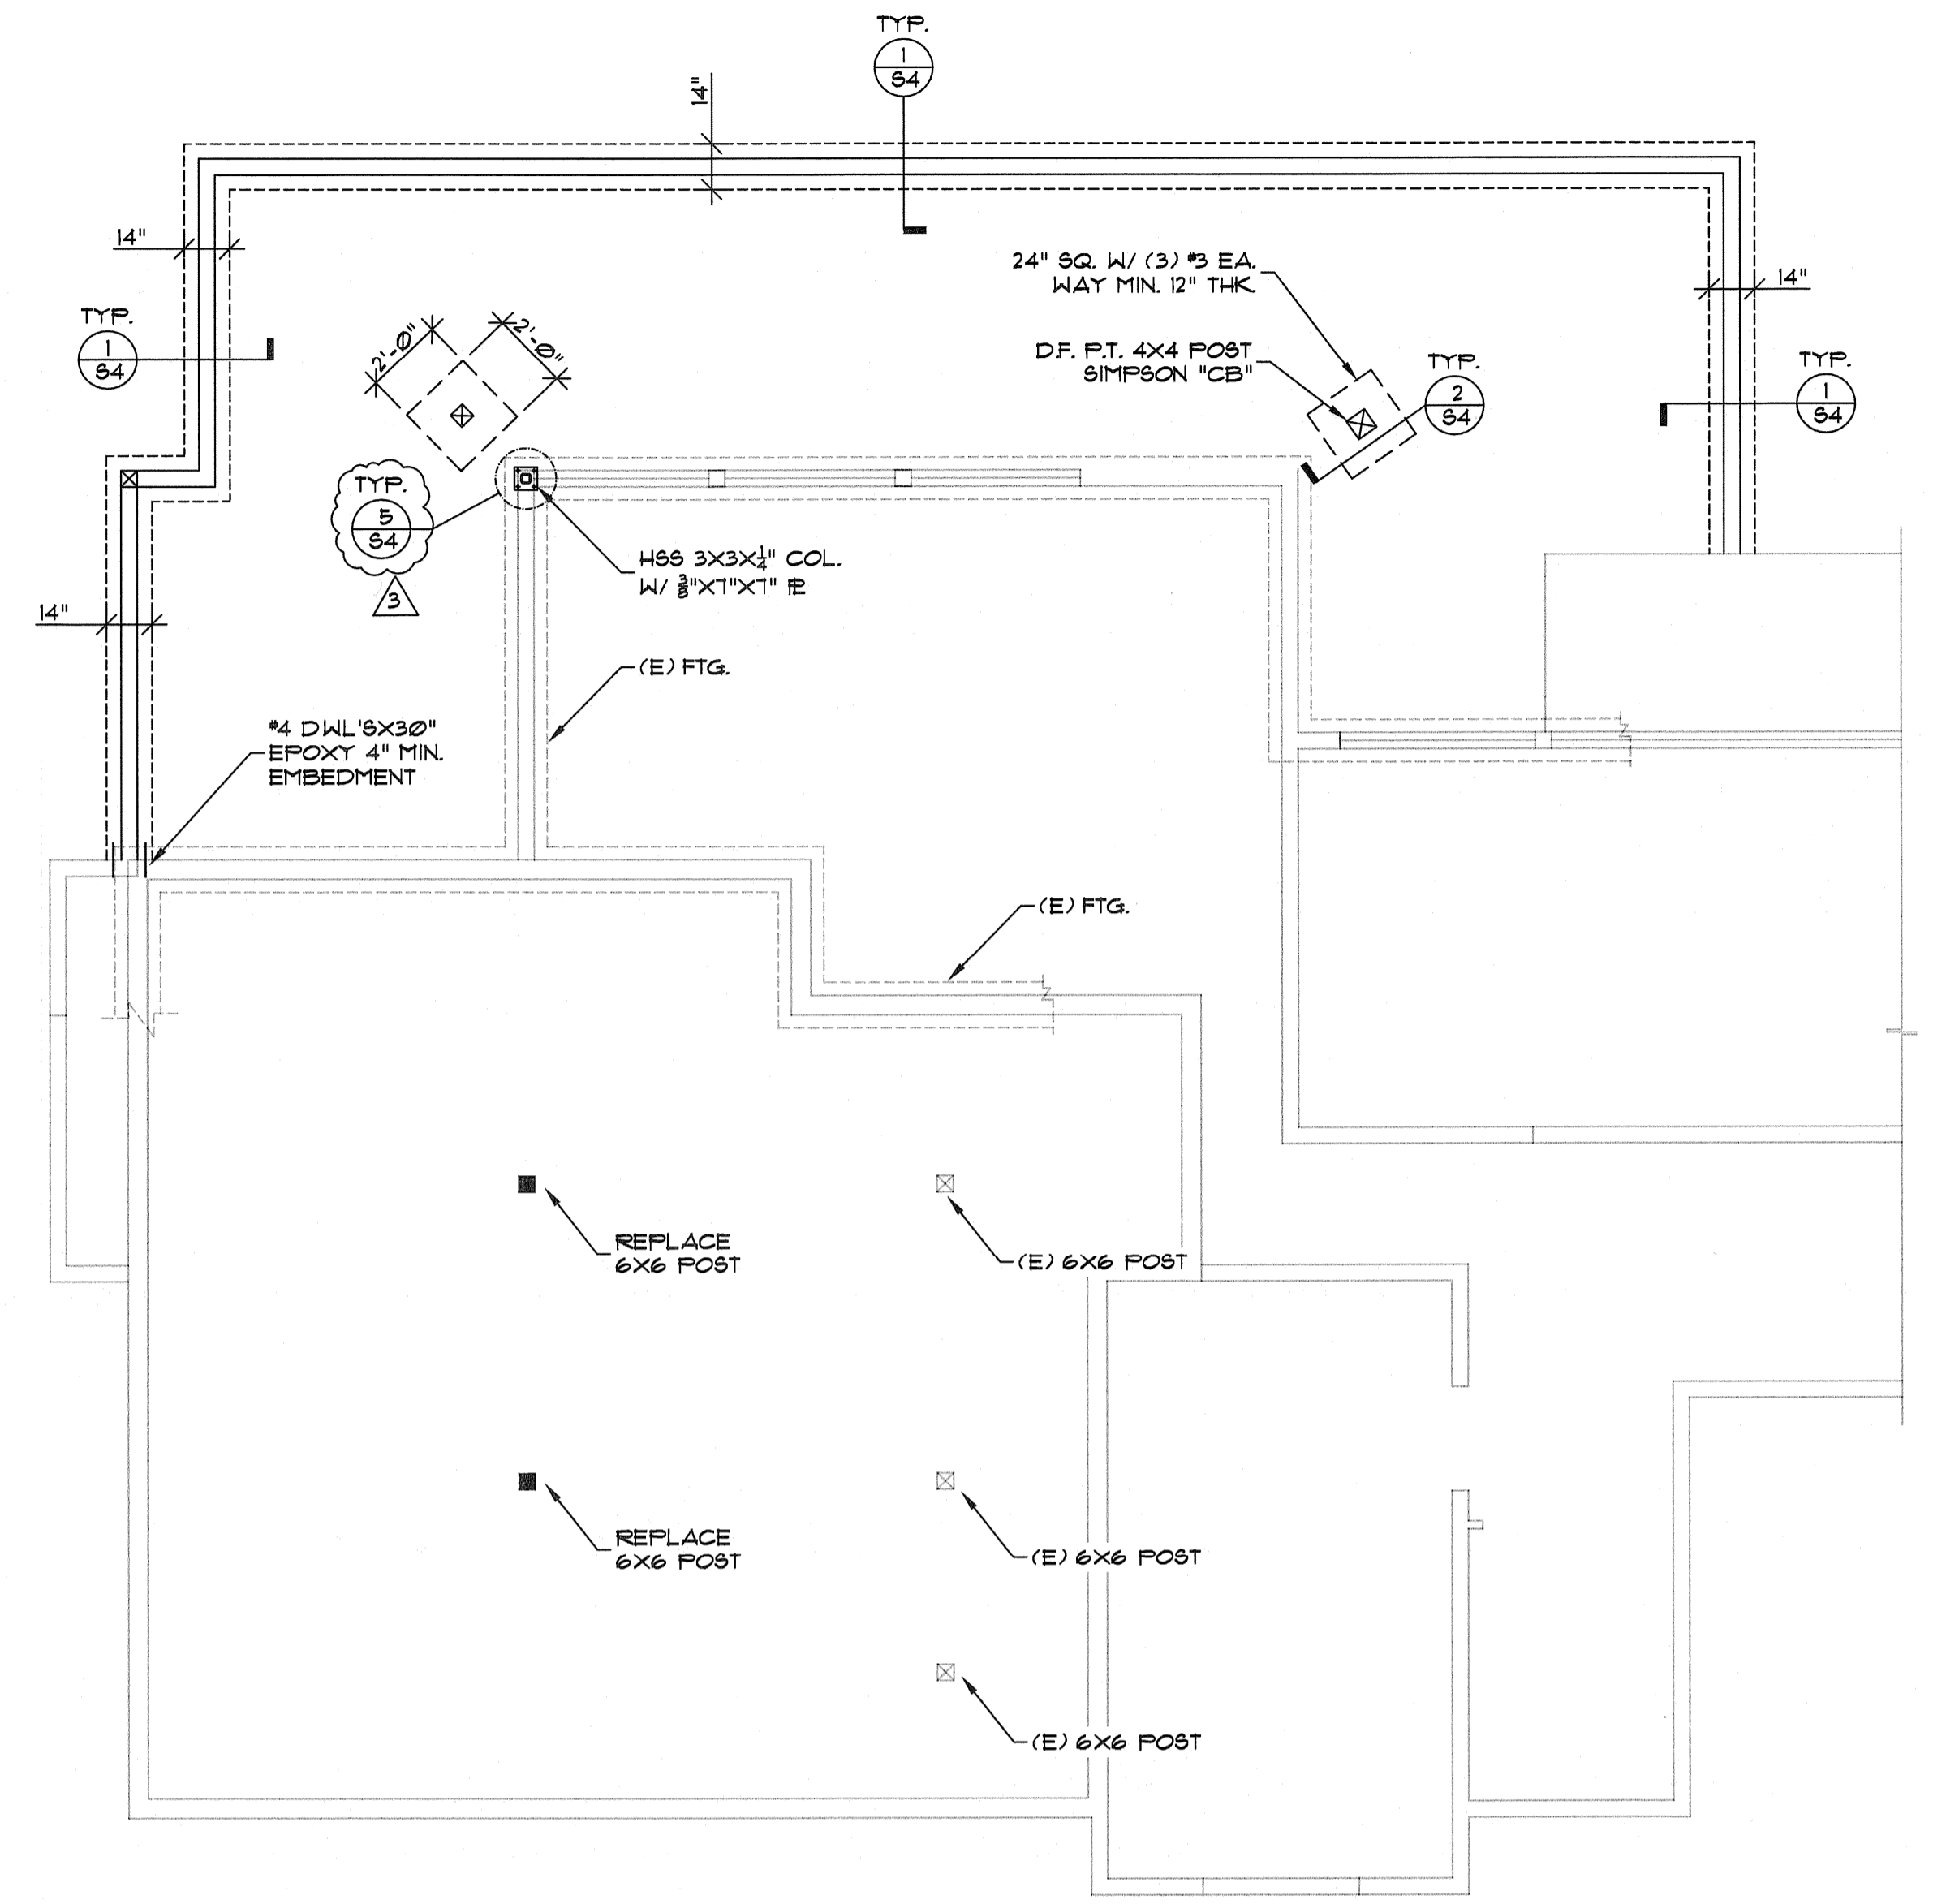 TYP.
1
S4
14"
14"
24" SQ. W/ (3) #3 EA.
WAY MIN. 12" THK.
14"
TYP.
1
S4
2'-0"
2'-0"
D.F. P.T. 4X4 POST
SIMPSON "CB"
TYP.
2
S4
TYP.
1
S4
TYP.
5
S4
3
HSS 3X3X1/4" COL.
W/ 3/8"X7"X7" PL
14"
(E) FTG.
#4 DWL'SX30"
EPOXY 4" MIN.
EMBEDMENT
(E) FTG.
REPLACE
6X6 POST
(E) 6X6 POST
REPLACE
6X6 POST
(E) 6X6 POST
(E) 6X6 POST